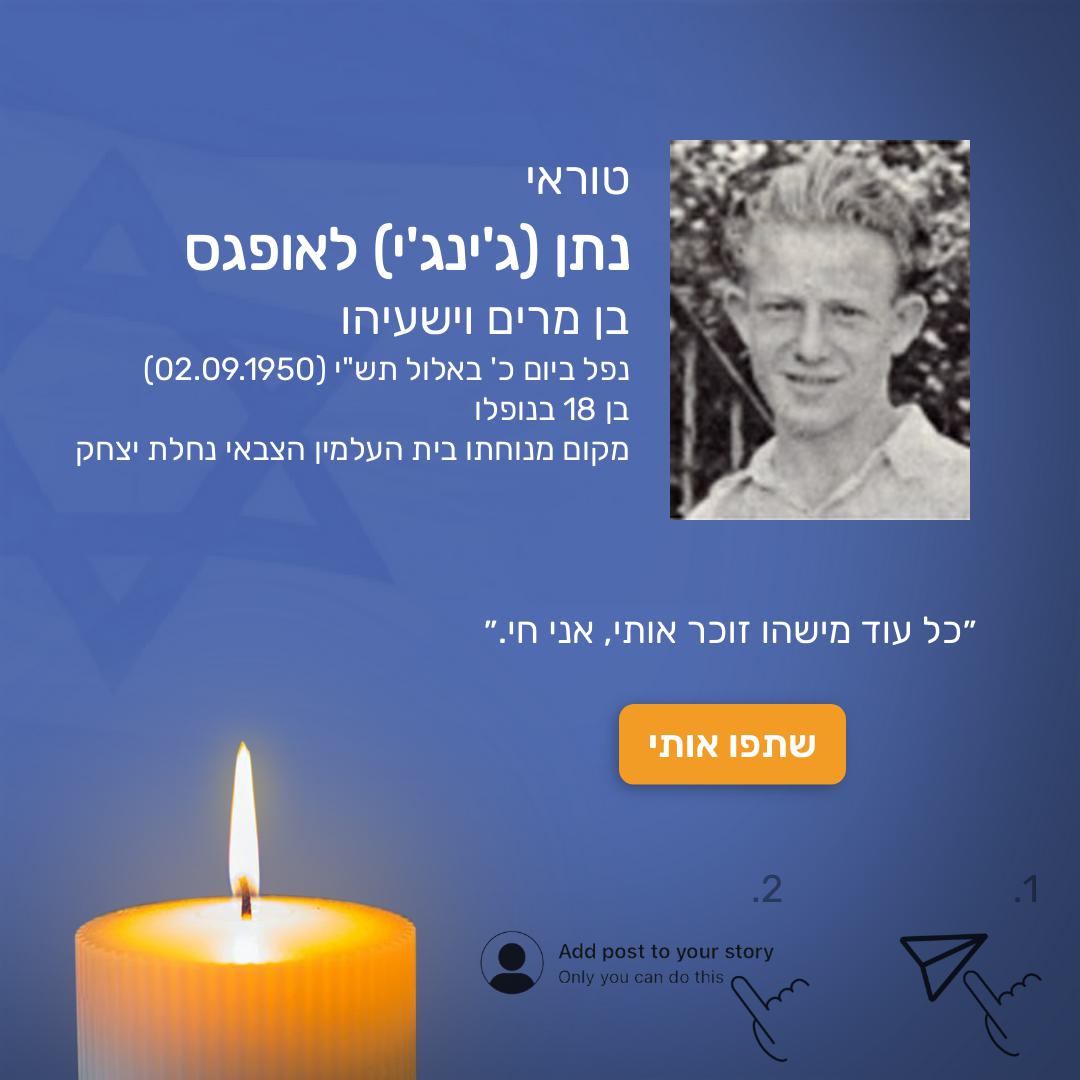 טוראי
נתן (ג'ינג'י) לאופגס
בן מרים וישעיהו
נפל ביום כ' באלול תש"י (02.09.1950)
בן 18 בנופלו
מקום מנוחתו בית העלמין הצבאי נחלת יצחק
״כל עוד מישהו זוכר אותי, אני חי.״
שתפו אותי
.1
.2
Add post to your story
Only you can do this